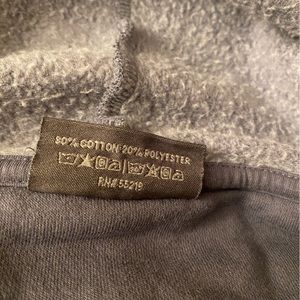 80% COTTON 20% POLYESTER
RN# 55219